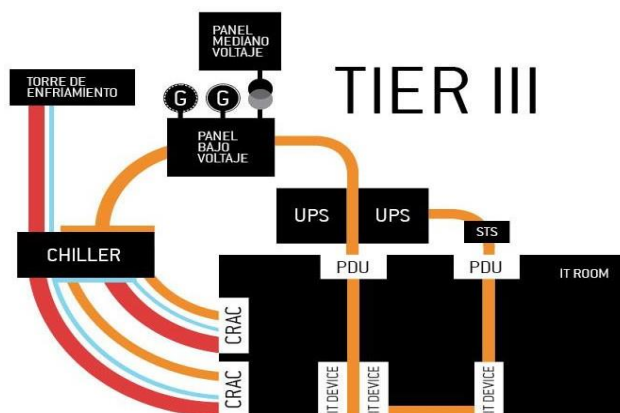 PANEL
MEDIANO
VOLTAJE
TIER III
TORRE DE
ENFRIAMIENTO
G
G
PANEL
BAJO
VOLTAJE
UPS
UPS
STS
CHILLER
PDU
PDU
IT ROOM
CRAC
CRAC
IT DEVICE
IT DEVICE
IT DEVICE